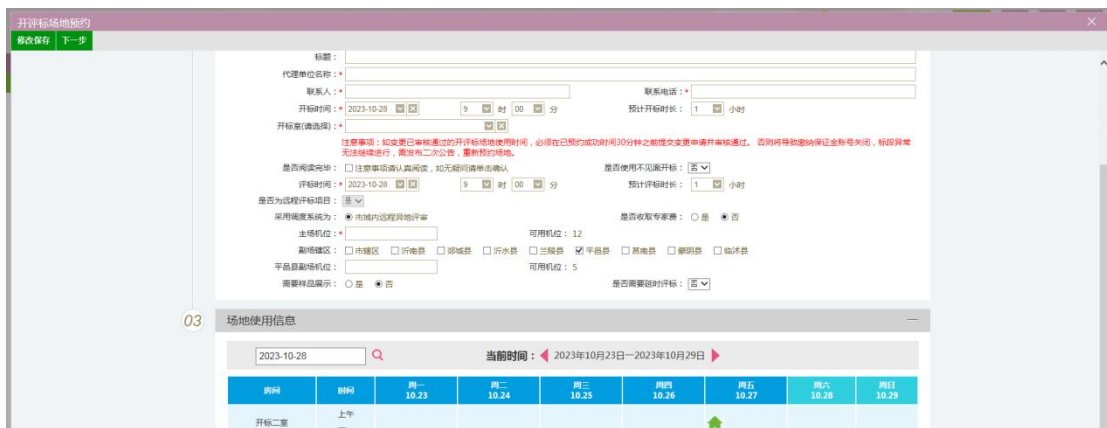 开评标场地预约
修改保存 下一步
标题：
代理单位名称：*
联系人：* 联系电话：*
开标时间：* 2023-10-28 9 时 00 分 预计开标时长： 1 小时
开标室(请选择)：*
注意事项：如变更已审核通过的开评标场地使用时间，必须在已预约成功时间30分钟之前提交变更申请并审核通过。 否则将导致缴纳保证金账号关闭，标段异常
无法继续进行，需发布二次公告，重新预约场地。
是否阅读完毕： 注意事项请认真阅读，如无疑问请单击确认 是否使用不见面开标： 否
评标时间：* 2023-10-28 9 时 00 分 预计评标时长： 1 小时
是否为远程评标项目： 是
采用调度系统为： 市域内远程异地评审 是否收取专家费： 是 否
主场机位：* 可用机位： 12
副场辖区： 市辖区 沂南县 郯城县 沂水县 兰陵县 平邑县 莒南县 蒙阴县 临沭县
平邑县副场机位： 可用机位： 5
需要样品展示： 是 否 是否需要延时评标： 否
03 场地使用信息
2023-10-28 当前时间： 2023年10月23日—2023年10月29日
房间 时间 周一 周二 周三 周四 周五 周六 周日
10.23 10.24 10.25 10.26 10.27 10.28 10.29
开标二室 上午